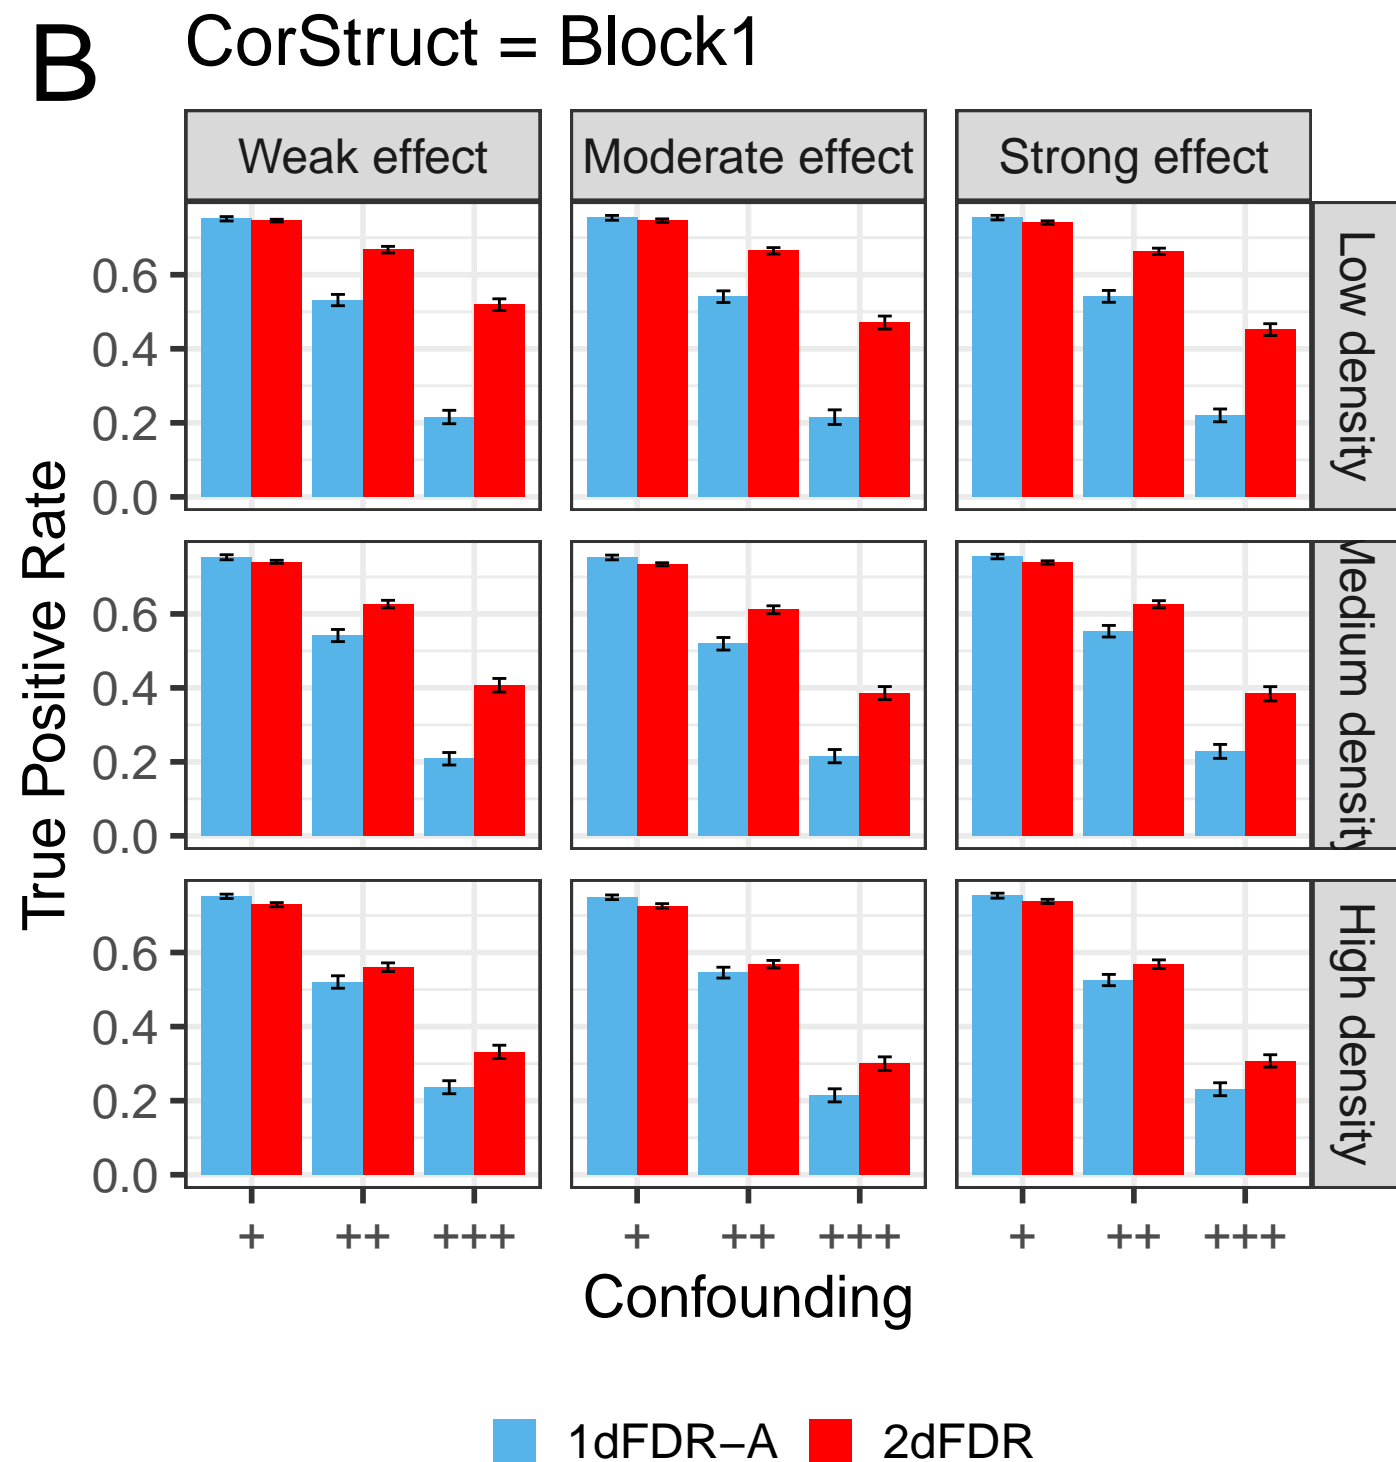 B
CorStruct = Block1
Weak effect
Moderate effect
Strong effect
Low density
Medium density
High density
True Positive Rate
0.6
0.4
0.2
0.0
0.6
0.4
0.2
0.0
0.6
0.4
0.2
0.0
+ ++ +++
+ ++ +++
+ ++ +++
Confounding
1dFDR−A
2dFDR